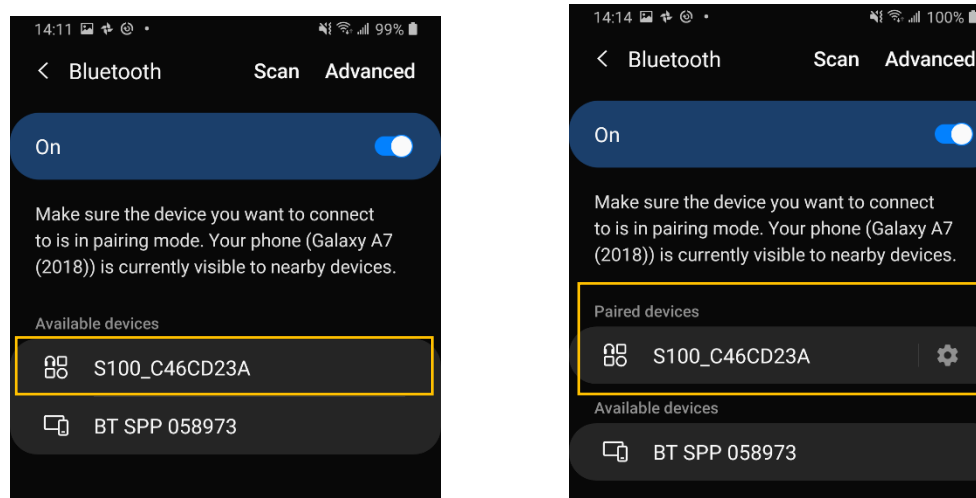 14:11 99%
Bluetooth Scan Advanced
On
Make sure the device you want to connect
to is in pairing mode. Your phone (Galaxy A7
(2018)) is currently visible to nearby devices.
Available devices
S100_C46CD23A
BT SPP 058973
14:14 100%
Bluetooth Scan Advanced
On
Make sure the device you want to connect
to is in pairing mode. Your phone (Galaxy A7
(2018)) is currently visible to nearby devices.
Paired devices
S100_C46CD23A
Available devices
BT SPP 058973